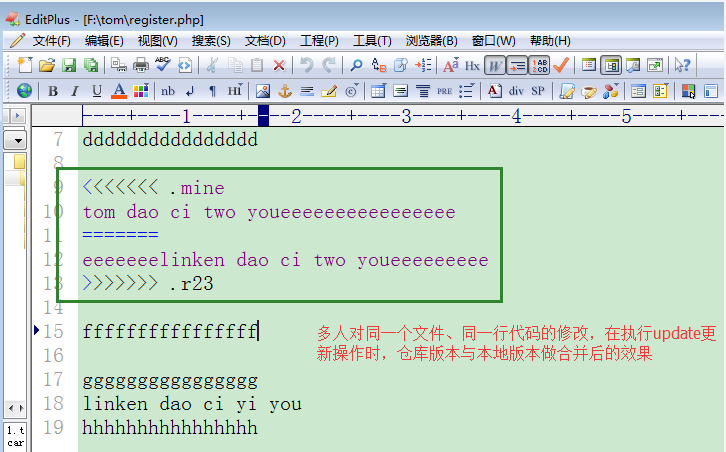 EditPlus - [F:\tom\register.php]
文件(F) 编辑(E) 视图(V) 搜索(S) 文档(D) 工程(P) 工具(T) 浏览器(B) 窗口(W) 帮助(H)
ABC Hx W 1AB 2CD
B I U A nb ¶ Hi PRE A div SP
----+----1----+----2----+----3----+----4----+----5----+---
7 dddddddddddddddd
8
9 <<<<<<< .mine
10 tom dao ci two youeeeeeeeeeeeeeeee
11 =======
12 eeeeeeelinken dao ci two youeeeeeeeee
13 >>>>>>> .r23
14
15 ffffffffffffffff
多人对同一个文件、同一行代码的修改，在执行update更
16
新操作时，仓库版本与本地版本做合并后的效果
17 gggggggggggggggg
18 linken dao ci yi you
19 hhhhhhhhhhhhhhhh
1.t
car